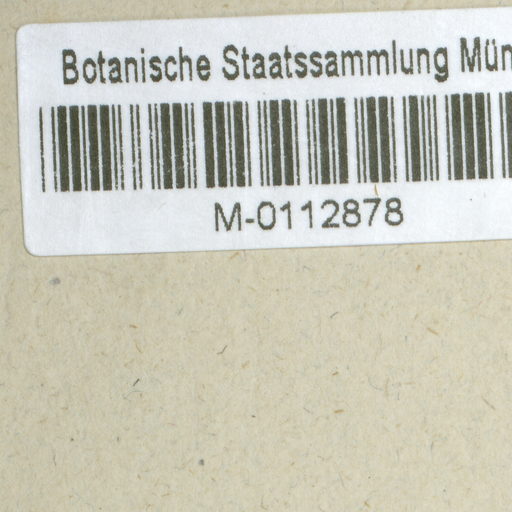 Botanische Staatssammlung Mün
M-0112878